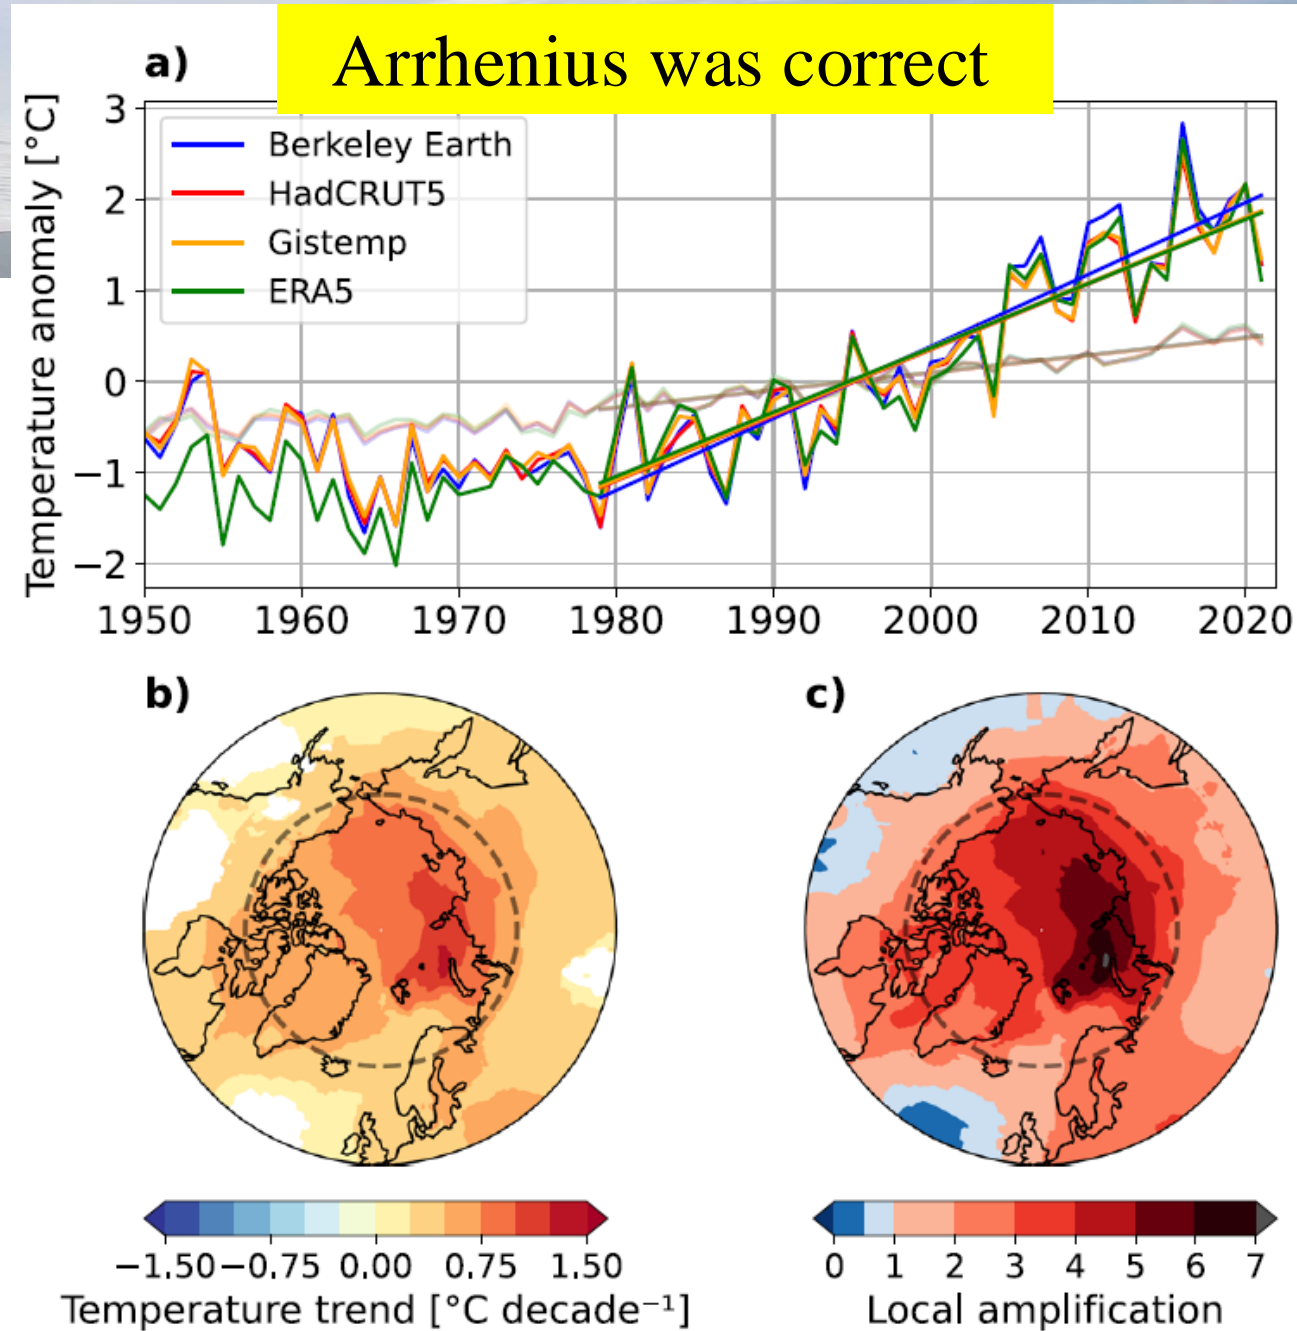 Arrhenius was correct
a)
Temperature anomaly [°C]
3
2
1
0
−1
−2
Berkeley Earth
HadCRUT5
Gistemp
ERA5
1950 1960 1970 1980 1990 2000 2010 2020
b)
c)
−1.50 −0.75 0.00 0.75 1.50
Temperature trend [°C decade⁻¹]
0 1 2 3 4 5 6 7
Local amplification